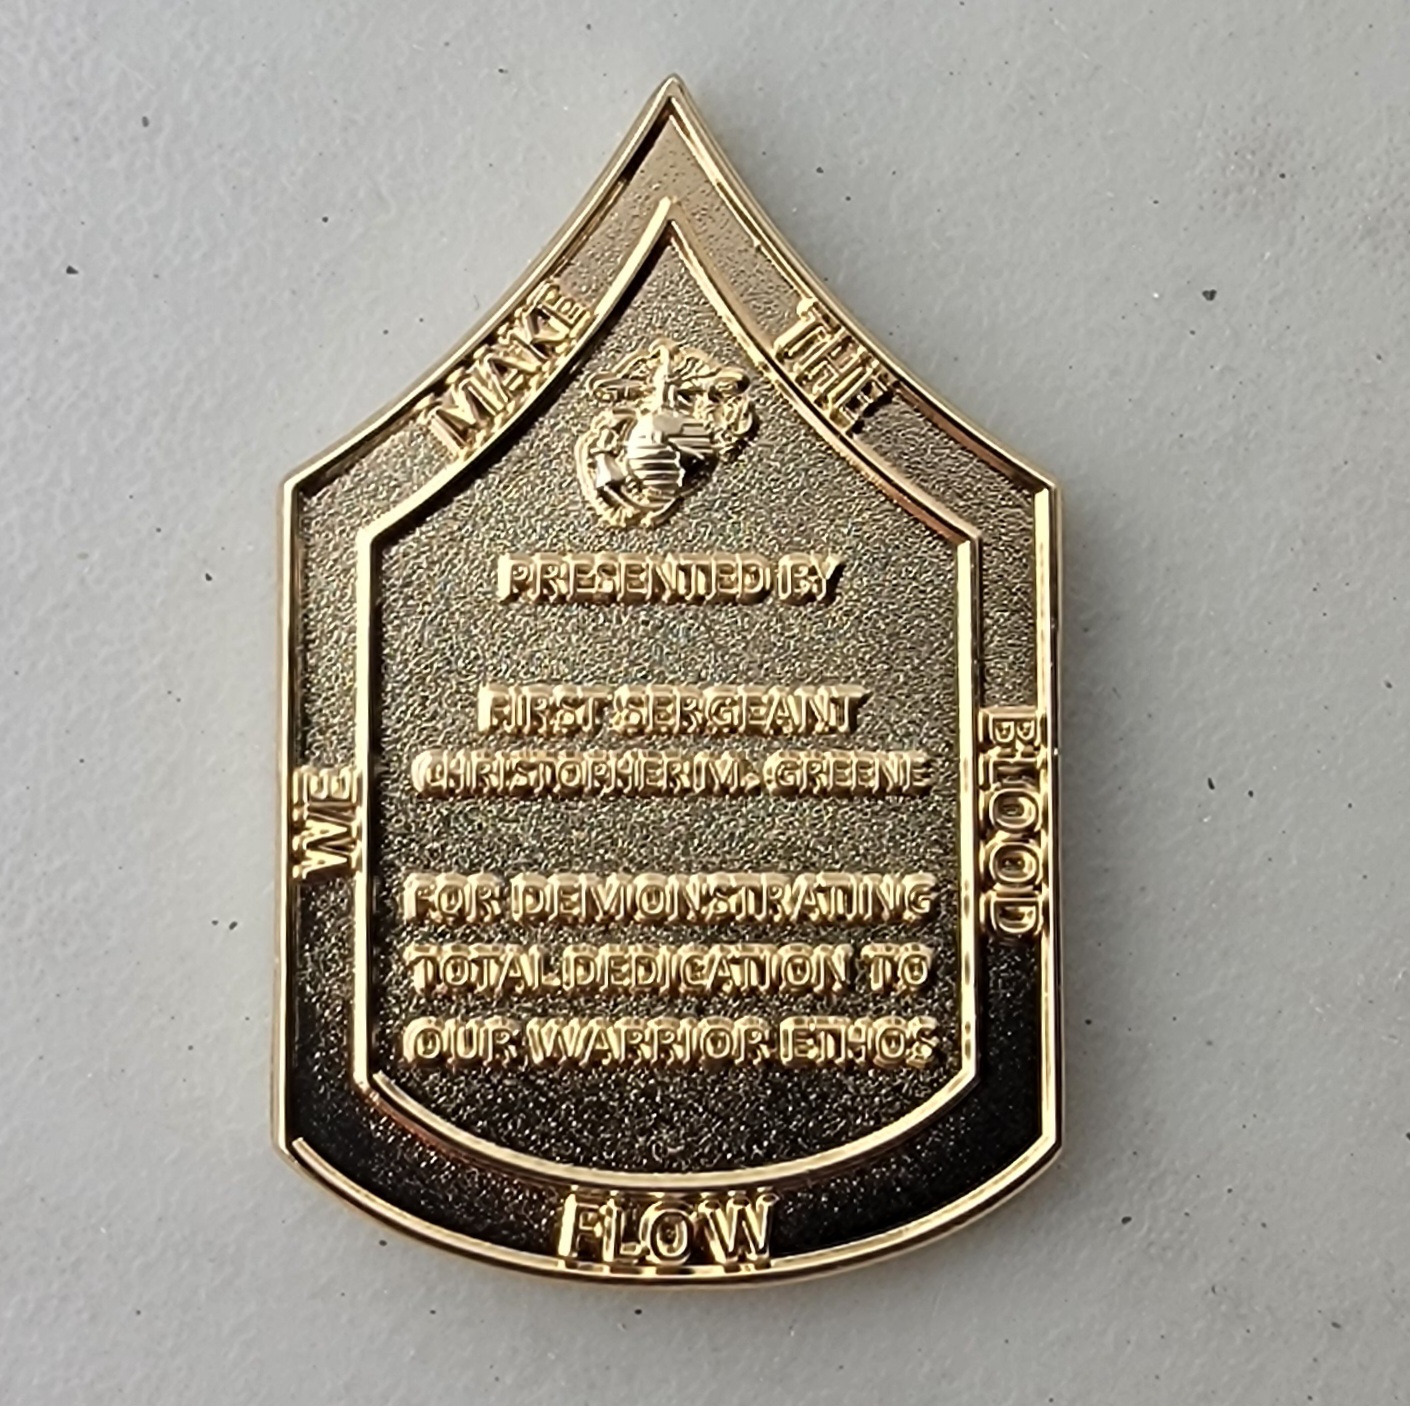 WE
MAKE
THE
BLOOD
FLOW
PRESENTED BY
FIRST SERGEANT
CHRISTOPHER M. GREENE
FOR DEMONSTRATING
TOTAL DEDICATION TO
OUR WARRIOR ETHOS